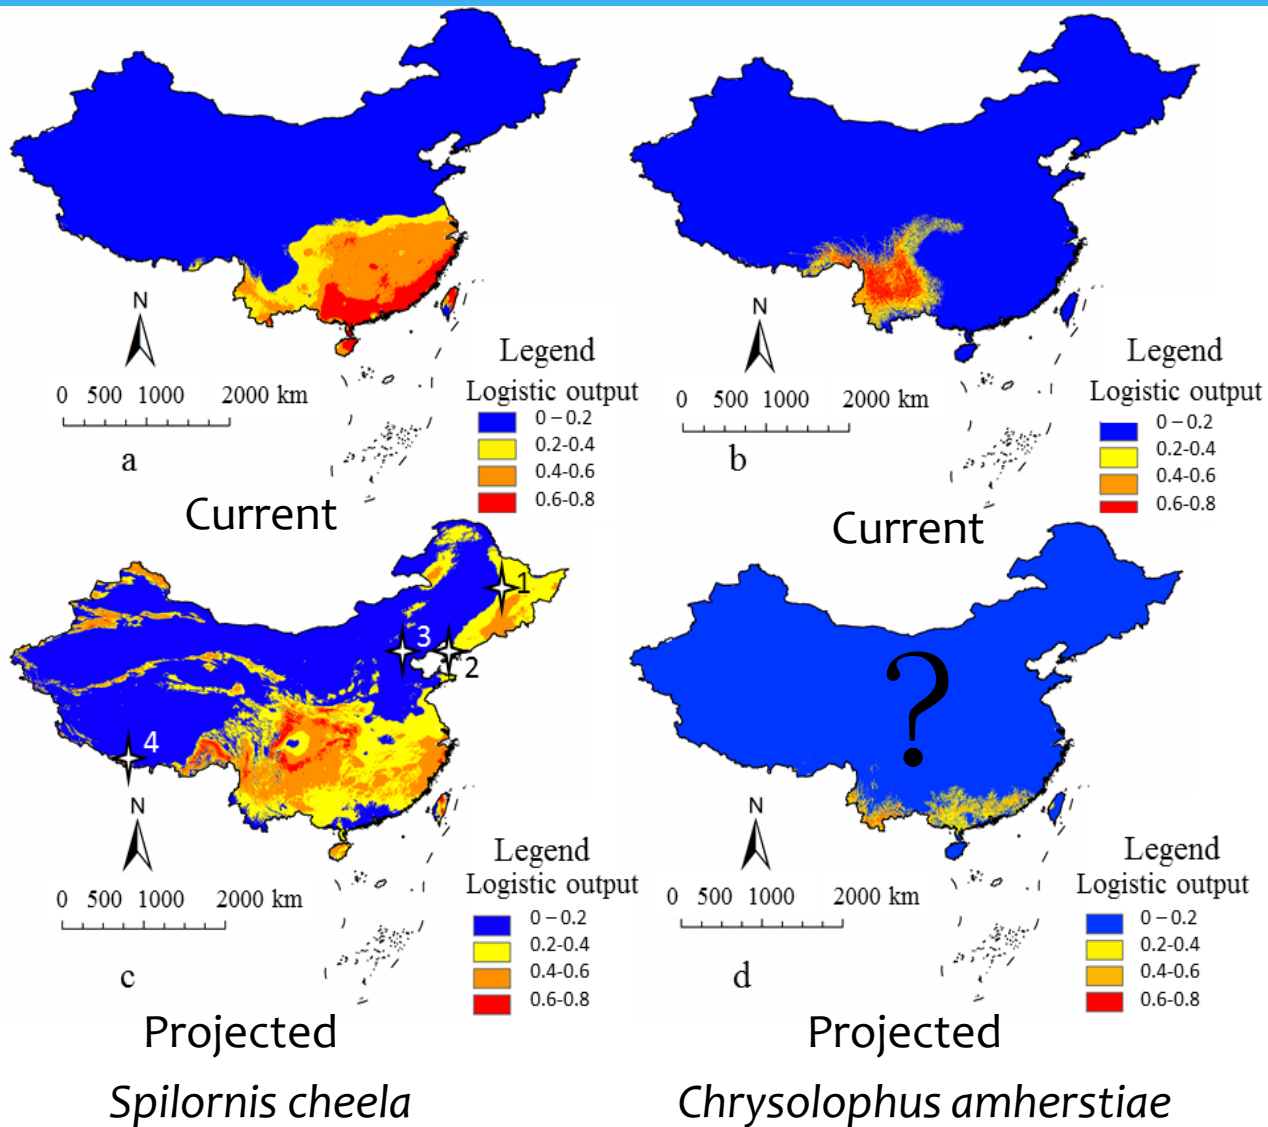 N
Legend
0 500 1000 2000 km
Logistic output
0 – 0.2
0.2-0.4
0.4-0.6
0.6-0.8
a
Current
N
Legend
0 500 1000 2000 km
Logistic output
0 – 0.2
0.2-0.4
0.4-0.6
0.6-0.8
b
Current
1
3
2
4
N
Legend
0 500 1000 2000 km
Logistic output
0 – 0.2
0.2-0.4
0.4-0.6
0.6-0.8
c
Projected
Spilornis cheela
?
N
Legend
0 500 1000 2000 km
Logistic output
0 – 0.2
0.2-0.4
0.4-0.6
0.6-0.8
d
Projected
Chrysolophus amherstiae